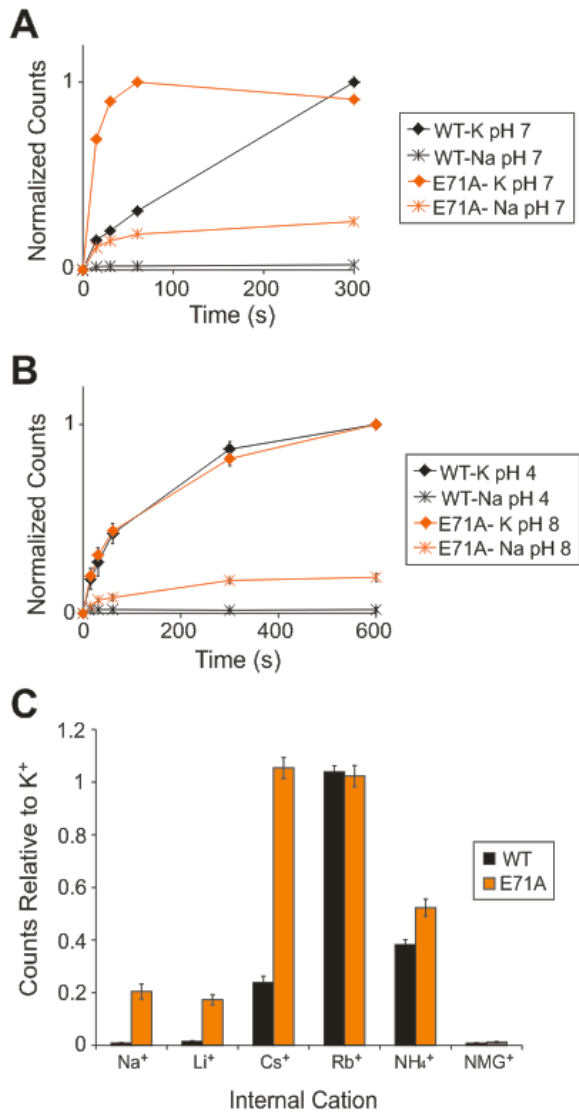 A
Normalized Counts
1
0
0
100
200
300
Time (s)
WT-K pH 7
WT-Na pH 7
E71A- K pH 7
E71A- Na pH 7
B
Normalized Counts
1
0
0
200
400
600
Time (s)
WT-K pH 4
WT-Na pH 4
E71A- K pH 8
E71A- Na pH 8
C
Counts Relative to K⁺
1.2
1
0.8
0.6
0.4
0.2
0
WT
E71A
Na⁺ Li⁺ Cs⁺ Rb⁺ NH₄⁺ NMG⁺
Internal Cation